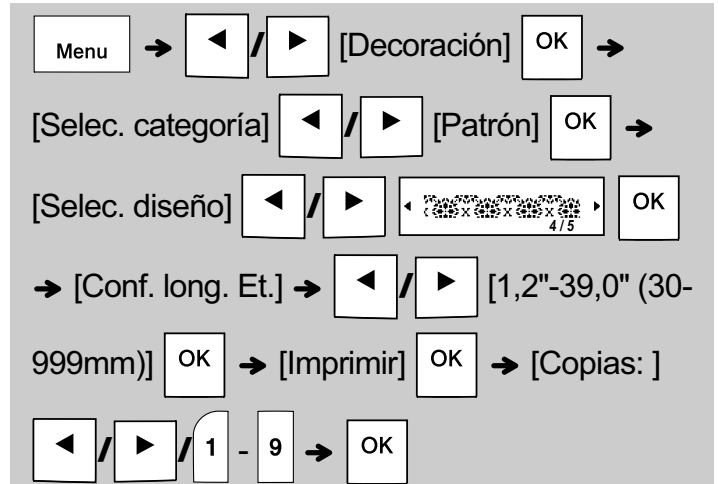 Menu → ◄/► [Decoración] OK →
[Selec. categoría] ◄/► [Patrón] OK →
[Selec. diseño] ◄/► ◄ 4/5 ► OK
→ [Conf. long. Et.] → ◄/► [1,2"-39,0" (30-
999mm)] OK → [Imprimir] OK → [Copias: ]
◄/►/1 - 9 → OK